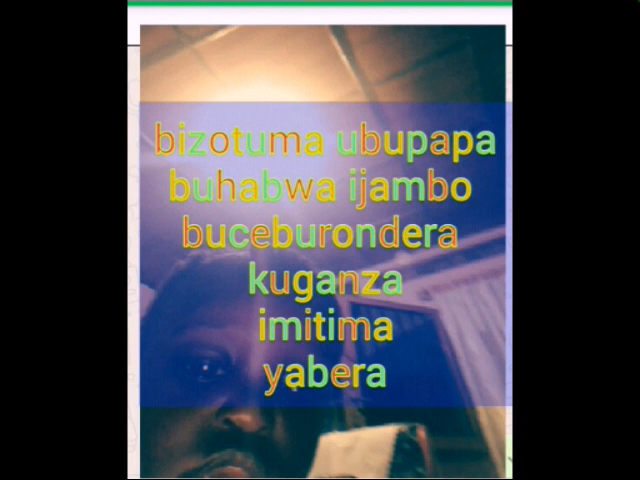 bizotuma ubupapa
buhabwa ijambo
buceburondera
kuganza
imitima
yabera